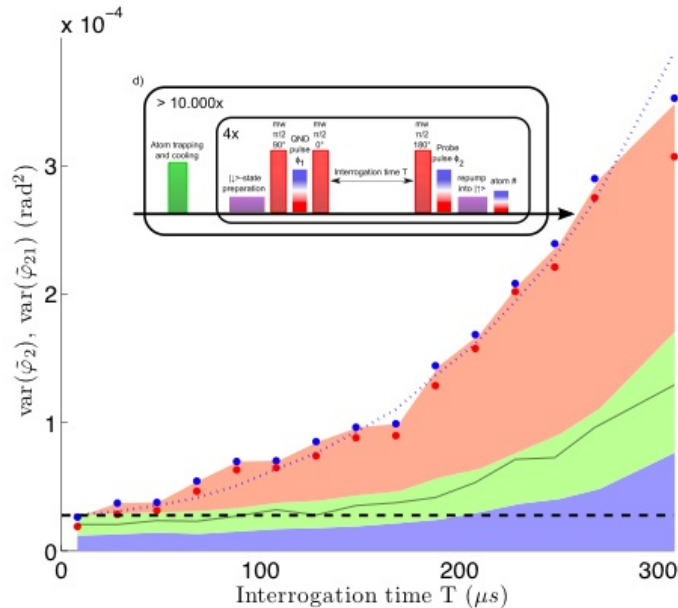 x 10⁻⁴
d)
> 10.000x
4x
Atom trapping
and cooling
|↓>-state
preparation
mw
π/2
90°
QND
pulse
ϕ₁
mw
π/2
0°
Interrogation time T
mw
π/2
180°
Probe
pulse ϕ₂
repump
into |↑>
atom #
var(φ̃₂), var(φ̃₂₁) (rad²)
3
2
1
0
0
100
200
300
Interrogation time T (μs)